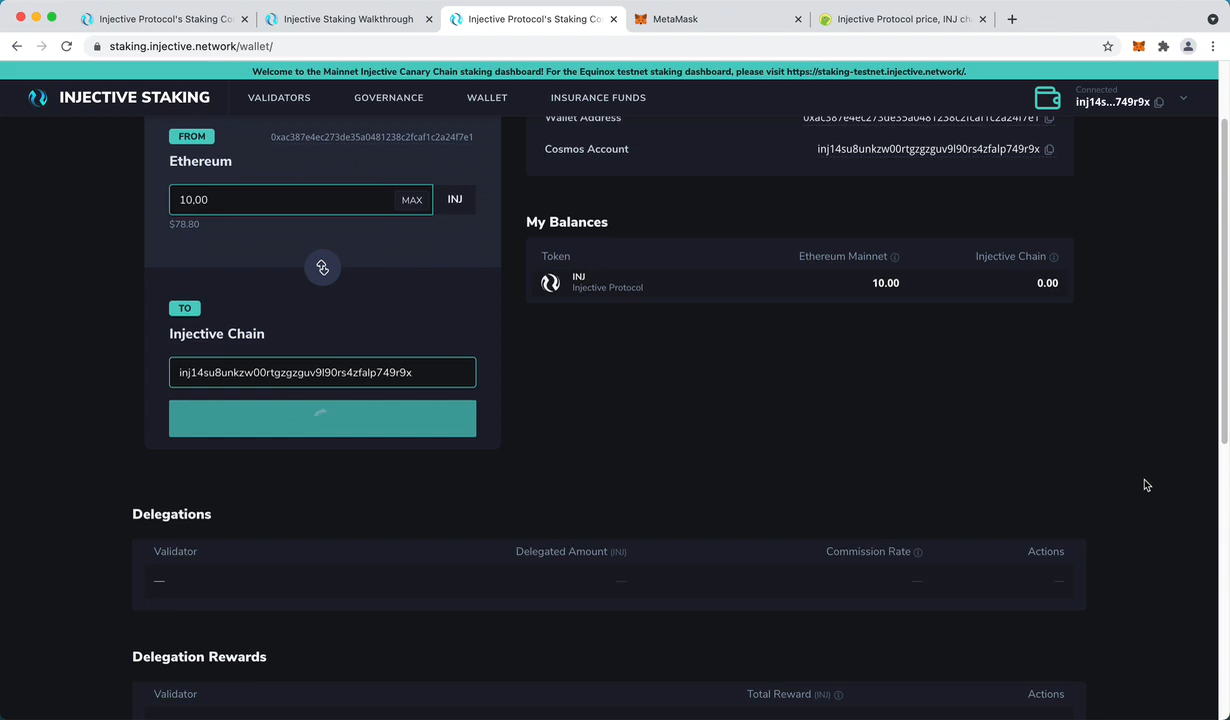 Injective Protocol's Staking Co
Injective Staking Walkthrough
Injective Protocol's Staking Co
MetaMask
Injective Protocol price, INJ ch
staking.injective.network/wallet/
Welcome to the Mainnet Injective Canary Chain staking dashboard! For the Equinox testnet staking dashboard, please visit https://staking-testnet.injective.network/.
INJECTIVE STAKING
VALIDATORS
GOVERNANCE
WALLET
INSURANCE FUNDS
Connected
inj14s...749r9x
FROM
0xac387e4ec273de35a0481238c2fcaf1c2a24f7e1
Ethereum
10,00
MAX
INJ
$78.80
TO
Injective Chain
inj14su8unkzw00rtgzgzguv9l90rs4zfalp749r9x
Wallet Address
0xac387e4ec273de35a0481238c2fcaf1c2a24f7e1
Cosmos Account
inj14su8unkzw00rtgzgzguv9l90rs4zfalp749r9x
My Balances
Token
Ethereum Mainnet
Injective Chain
INJ
Injective Protocol
10.00
0.00
Delegations
Validator
Delegated Amount (INJ)
Commission Rate
Actions
—
—
—
—
Delegation Rewards
Validator
Total Reward (INJ)
Actions